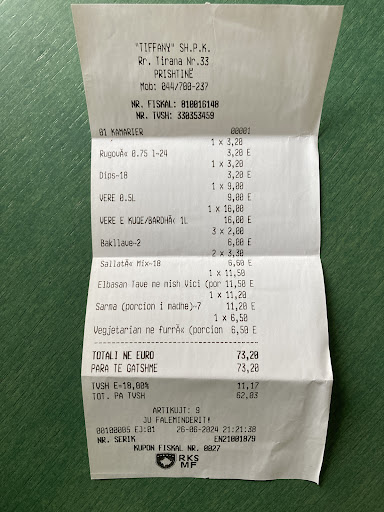 "TIFFANY" SH.P.K.
Rr. Tirana Nr.33
PRISHTINË
Mob: 044/700-237
NR. FISKAL: 810016140
NR. TVSH: 330353459
01 KAMARIER 00001
1 x 3,20
RugovÃ« 0.75 l-24 3,20 E
1 x 3,20
Dips-18 3,20 E
1 x 9,00
VERE 0.5L 9,00 E
1 x 16,00
VERE E KUQE/BARDHÃ« 1L 16,00 E
3 x 2,00
Bakllave-2 6,00 E
2 x 3,30
SallatÃ« Mix-18 6,60 E
1 x 11,50
Elbasan Tave me mish Vici (por 11,50 E
1 x 11,20
Sarma (porcion i madhe)-7 11,20 E
1 x 6,50
Vegjetarian ne furrÃ« (porcion 6,50 E
TOTALI NE EURO 73,20
PARA TE GATSHME 73,20
TVSH E-18,00% 11,17
TOT. PA TVSH 62,03
ARTIKUJT: 9
JU FALEMINDERIT!
00100005 EJ:01 26-06-2024 21:21:30
NR. SERIK EN21001079
KUPON FISKAL NR. 0027
RKS
MF